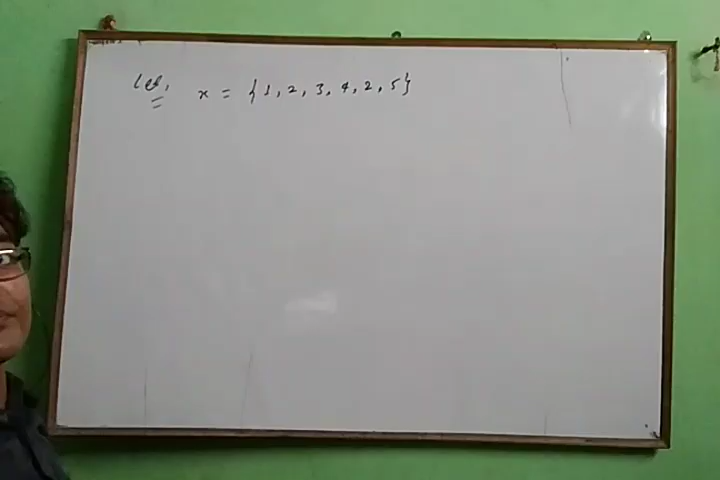 Let, x = {1, 2, 3, 4, 2, 5}